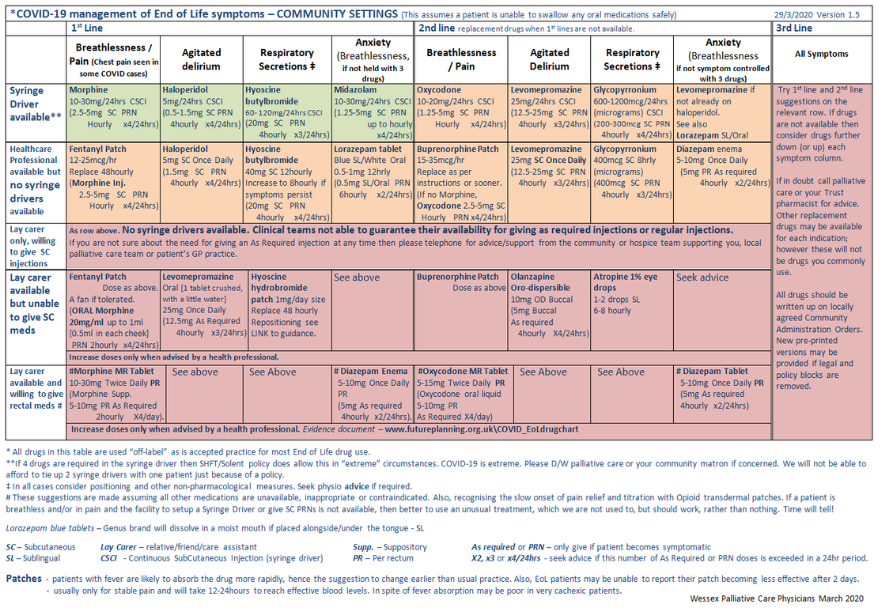 *COVID-19 management of End of Life symptoms – COMMUNITY SETTINGS (This assumes a patient is unable to swallow any oral medications safely) 29/3/2020 Version 1.5
1st Line
2nd line replacement drugs when 1st lines are not available.
3rd Line
Breathlessness /
Pain (Chest pain seen in
some COVID cases)
Agitated
delirium
Respiratory
Secretions ‡
Anxiety
(Breathlessness,
if not held with 3
drugs)
Breathlessness
/ Pain
Agitated
Delirium
Respiratory
Secretions ‡
Anxiety
(Breathlessness
if not symptom controlled
with 3 drugs)
All Symptoms
Syringe
Driver
available**
Morphine
10-30mg/24hrs CSCI
(2.5-5mg SC PRN
Hourly x4/24hrs)
Haloperidol
5mg/24hrs CSCI
(0.5-1.5mg SC PRN
4hourly x4/24hrs)
Hyoscine
butylbromide
60-120mg/24hrs CSCI
(20mg SC PRN
4hourly x3/24hrs)
Midazolam
10-30mg/24hrs CSCI
(1.25-5mg SC PRN
up to hourly
x4/24hrs)
Oxycodone
10-20mg/24hrs CSCI
(1.25-5mg SC PRN
Hourly x4/24hrs)
Levomepromazine
25mg/24hrs CSCI
(12.5-25mg SC PRN
4hourly x4/24hrs)
Glycopyrronium
600-1200mcg/24hrs
(micrograms) CSCI
(200-300mcg SC PRN
4hourly x4/24hrs)
Levomepromazine if
not already on
haloperidol.
See also
Lorazepam SL/Oral
Try 1st line and 2nd line
suggestions on the
relevant row. If drugs
are not available then
consider drugs further
down (or up) each
symptom column.
If in doubt call palliative
care or your Trust
pharmacist for advice.
Other replacement
drugs may be available
for each indication;
however these will not
be drugs you commonly
use.
All drugs should be
written up on locally
agreed Community
Administration Orders.
New pre-printed
versions may be
provided if legal and
policy blocks are
removed.
Healthcare
Professional
available but
no syringe
drivers
available
Fentanyl Patch
12-25mcg/hr
Replace 48hourly
(Morphine Inj.
2.5-5mg SC PRN
Hourly x4/24hrs)
Haloperidol
5mg SC Once Daily
(1.5mg SC PRN
4hourly x4/24hrs)
Hyoscine
butylbromide
40mg SC 12hourly
Increase to 8hourly if
symptoms persist
(20mg SC PRN
4hourly x4/24hrs)
Lorazepam tablet
Blue SL/White Oral
0.5-1mg 12hrly
(0.5mg SL/Oral PRN
6hourly x2/24hrs)
Buprenorphine Patch
15-35mcg/hr
Replace as per
instructions or sooner.
(If no Morphine,
Oxycodone 2.5-5mg SC
Hourly PRN x4/24hrs)
Levomepromazine
25mg SC Once Daily
(12.5-25mg SC PRN
4hourly x4/24hrs)
Glycopyrronium
400mcg SC 8hrly
(micrograms)
(400mcg SC PRN
4hourly x3/24hrs)
Diazepam enema
5-10mg Once Daily
(5mg PR As required
4hourly x2/24hrs)
Lay carer
only, willing
to give SC
injections
As row above. No syringe drivers available. Clinical teams not able to guarantee their availability for giving as required injections or regular injections.
If you are not sure about the need for giving an As Required injection at any time then please telephone for advice/support from the community or hospice team supporting you, local
palliative care team or patient's GP practice.
Lay carer
available
but unable
to give SC
meds
Fentanyl Patch
Dose as above.
A fan if tolerated.
(ORAL Morphine
20mg/ml up to 1ml
[0.5ml in each cheek]
PRN 2hourly x4/24hrs)
Levomepromazine
Oral [1 tablet crushed,
with a little water]
25mg Once Daily
(12.5mg As Required
4hourly x3/24hrs)
Hyoscine
hydrobromide
patch 1mg/day size
Replace 48 hourly
Repositioning see
LINK to guidance.
See above
Buprenorphine Patch
Dose as above
Olanzapine
Oro-dispersible
10mg OD Buccal
(5mg Buccal
As required
4hourly X4/24hrs)
Atropine 1% eye
drops
1-2 drops SL
6-8 hourly
Seek advice
Increase doses only when advised by a health professional.
Lay carer
available and
willing to give
rectal meds #
#Morphine MR Tablet
10-30mg Twice Daily PR
(Morphine Supp.
5-10mg PR As Required
2hourly X4/day).
See above
See Above
# Diazepam Enema
5-10mg Once Daily
PR
(5mg As required
4hourly x2/24hrs).
#Oxycodone MR Tablet
5-15mg Twice Daily PR
(Oxycodone oral liquid
5-10mg PR
As Required X4/day)
See Above
See Above
# Diazepam Tablet
5-10mg Once Daily PR
(5mg As required
4hourly x2/24hrs)
Increase doses only when advised by a health professional. Evidence document – www.futureplanning.org.uk\COVID_EoLdrugchart
* All drugs in this table are used "off-label" as is accepted practice for most End of Life drug use.
**If 4 drugs are required in the syringe driver then SHFT/Solent policy does allow this in "extreme" circumstances. COVID-19 is extreme. Please D/W palliative care or your community matron if concerned. We will not be able to
afford to tie up 2 syringe drivers with one patient just because of a policy.
‡ In all cases consider positioning and other non-pharmacological measures. Seek physio advice if required.
# These suggestions are made assuming all other medications are unavailable, inappropriate or contraindicated. Also, recognising the slow onset of pain relief and titration with Opioid transdermal patches. If a patient is
breathless and/or in pain and the facility to setup a Syringe Driver or give SC PRNs is not available, then better to use an unusual treatment, which we are not used to, but should work, rather than nothing. Time will tell!
Lorazepam blue tablets – Genus brand will dissolve in a moist mouth if placed alongside/under the tongue - SL
SC – Subcutaneous Lay Carer – relative/friend/care assistant Supp. – Suppository As required or PRN – only give if patient becomes symptomatic
SL – Sublingual CSCI - Continuous SubCutaneous Injection (syringe driver) PR – Per rectum X2, x3 or x4/24hrs - seek advice if this number of As Required or PRN doses is exceeded in a 24hr period.
Patches - patients with fever are likely to absorb the drug more rapidly, hence the suggestion to change earlier than usual practice. Also, EoL patients may be unable to report their patch becoming less effective after 2 days.
- usually only for stable pain and will take 12-24hours to reach effective blood levels. In spite of fever absorption may be poor in very cachexic patients.
Wessex Palliative Care Physicians March 2020